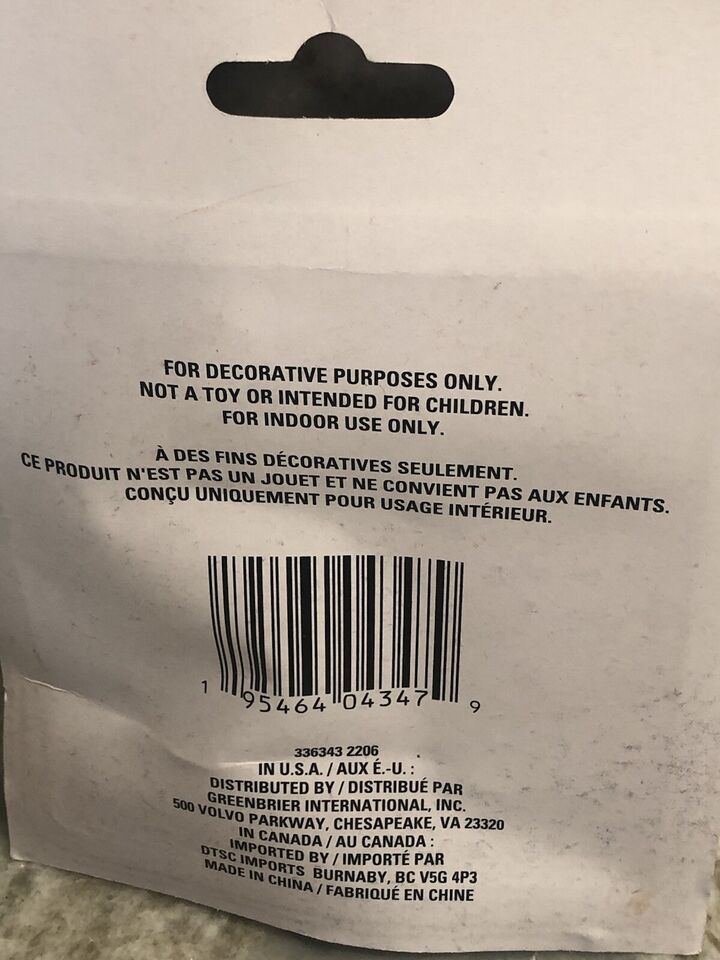 FOR DECORATIVE PURPOSES ONLY.
NOT A TOY OR INTENDED FOR CHILDREN.
FOR INDOOR USE ONLY.
À DES FINS DÉCORATIVES SEULEMENT.
CE PRODUIT N'EST PAS UN JOUET ET NE CONVIENT PAS AUX ENFANTS.
CONÇU UNIQUEMENT POUR USAGE INTÉRIEUR.
1 95464 04347 9
336343 2206
IN U.S.A. / AUX É.-U. :
DISTRIBUTED BY / DISTRIBUÉ PAR
GREENBRIER INTERNATIONAL, INC.
500 VOLVO PARKWAY, CHESAPEAKE, VA 23320
IN CANADA / AU CANADA :
IMPORTED BY / IMPORTÉ PAR
DTSC IMPORTS BURNABY, BC V5G 4P3
MADE IN CHINA / FABRIQUÉ EN CHINE